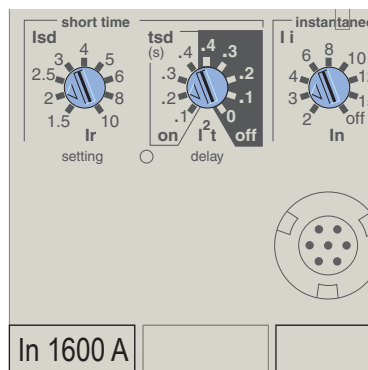 short time
instantaneo
Isd
tsd
(s)
I i
3 4 5
2.5 6
2 8
1.5 10
Ir
.4 .4 .3
.3 .2
.2 .1
.1 0
on I²t off
6 8 10
4
3
2 off
In
setting
delay
In 1600 A